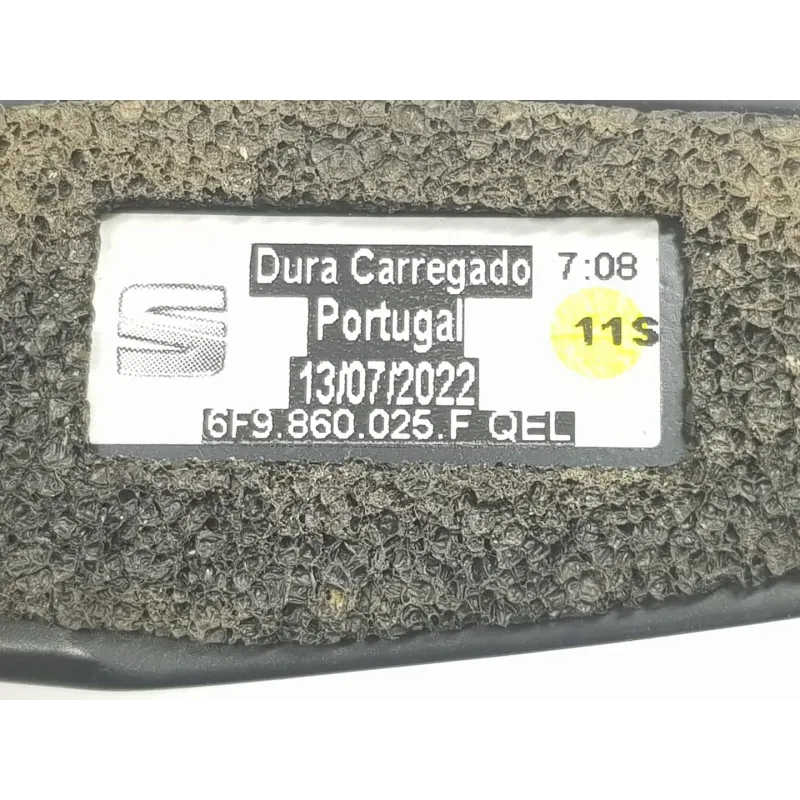 Dura Carregado 7:08
Portugal 11S
13/07/2022
6F9.860.025.F QEL